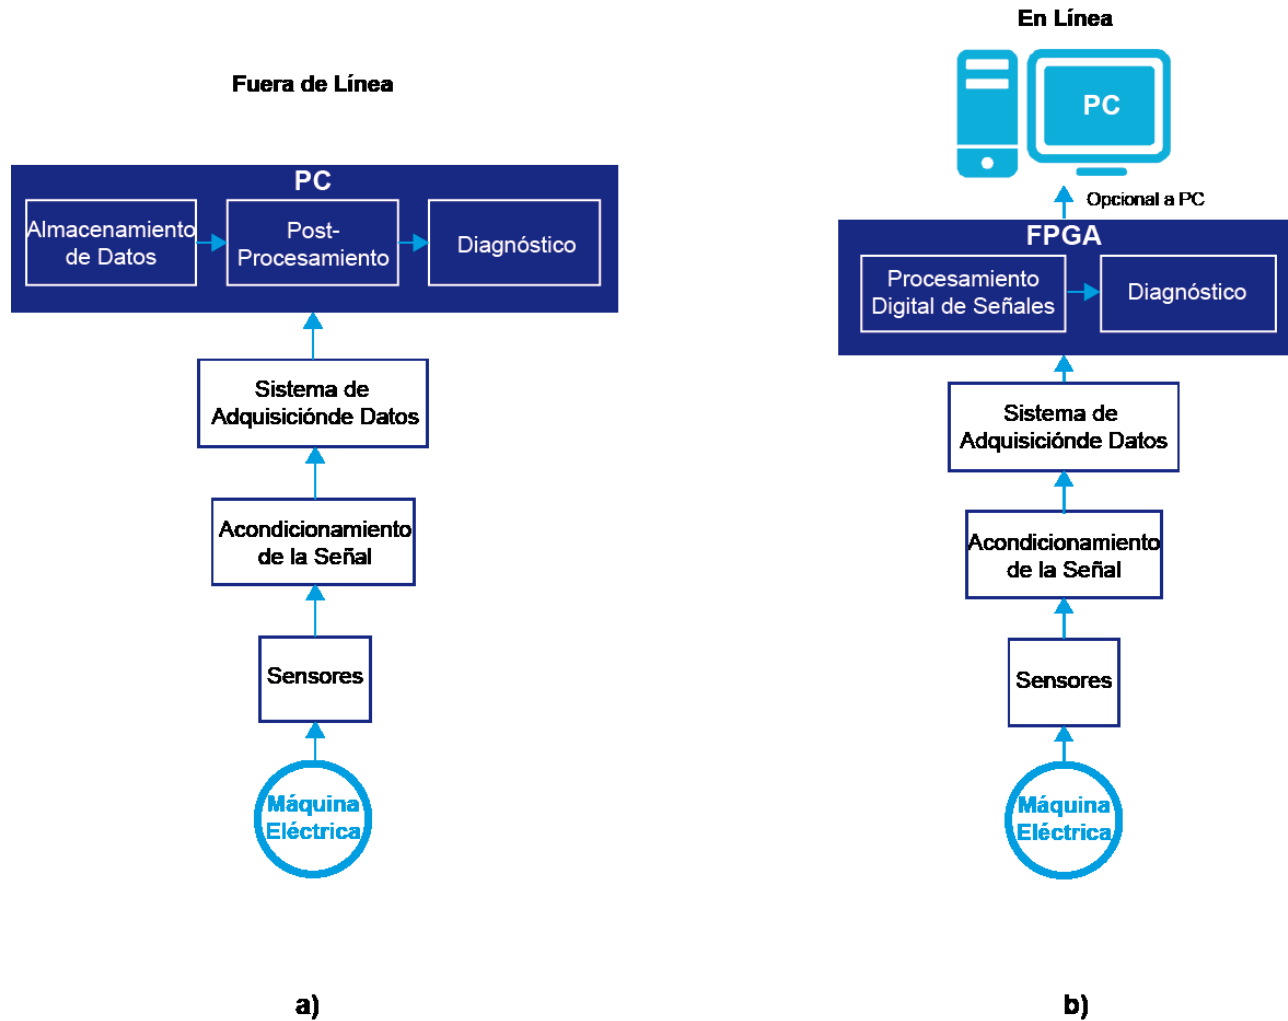 Fuera de Línea
PC
Almacenamiento
de Datos
Post-
Procesamiento
Diagnóstico
Sistema de
Adquisiciónde Datos
Acondicionamiento
de la Señal
Sensores
Máquina
Eléctrica
a)
En Línea
PC
Opcional a PC
FPGA
Procesamiento
Digital de Señales
Diagnóstico
Sistema de
Adquisiciónde Datos
Acondicionamiento
de la Señal
Sensores
Máquina
Eléctrica
b)